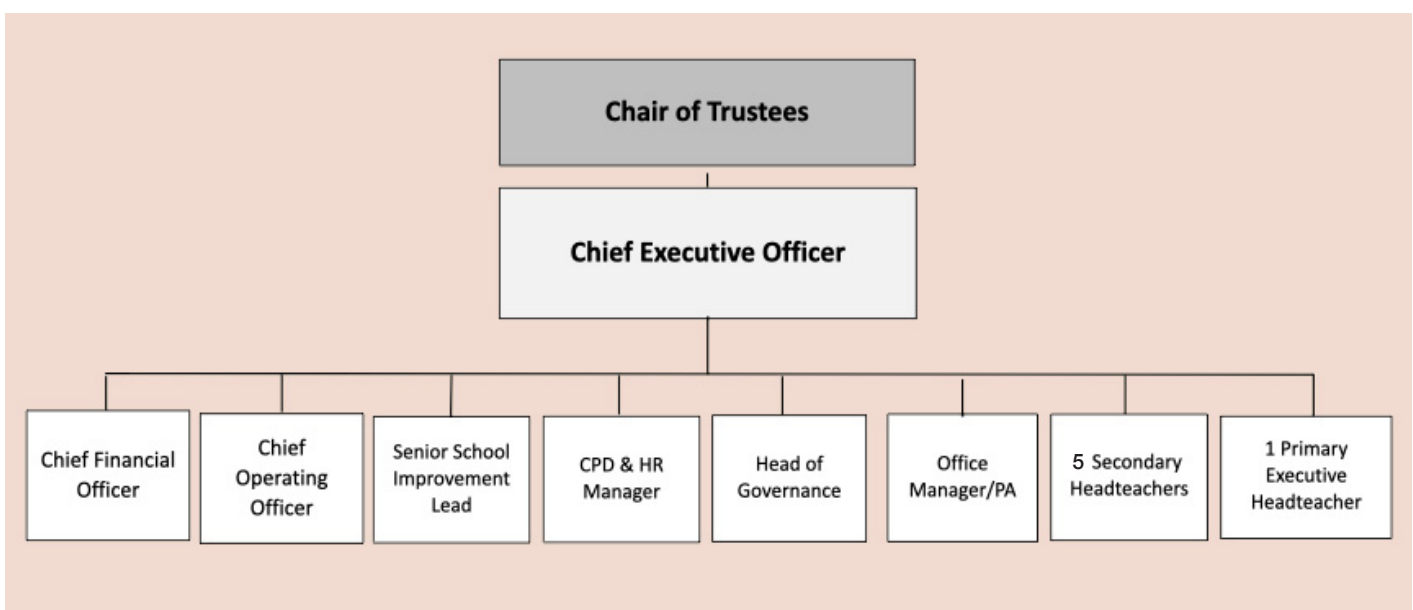 Chair of Trustees
Chief Executive Officer
Chief Financial
Officer
Chief
Operating
Officer
Senior School
Improvement
Lead
CPD & HR
Manager
Head of
Governance
Office
Manager/PA
5 Secondary
Headteachers
1 Primary
Executive
Headteacher